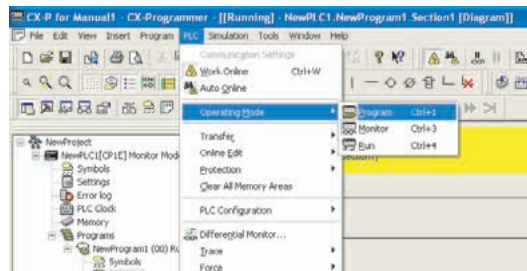 CX-P for Manual1 - CX-Programmer - [[Running] - NewPLC1.NewProgram1.Section1 [Diagram]]
File Edit View Insert Program PLC Simulation Tools Window Help
Communication Settings
Work Online Ctrl+W
Auto Online
Operating Mode
Program Ctrl+1
Monitor Ctrl+3
Run Ctrl+4
Transfer
Online Edit
Protection
Clear All Memory Areas
PLC Configuration
Differential Monitor...
Trace
Force
NewProject
NewPLC1[CP1E] Monitor Mod
Symbols
Settings
Error log
PLC Clock
Memory
Programs
NewProgram1 (00) Ru
Symbols